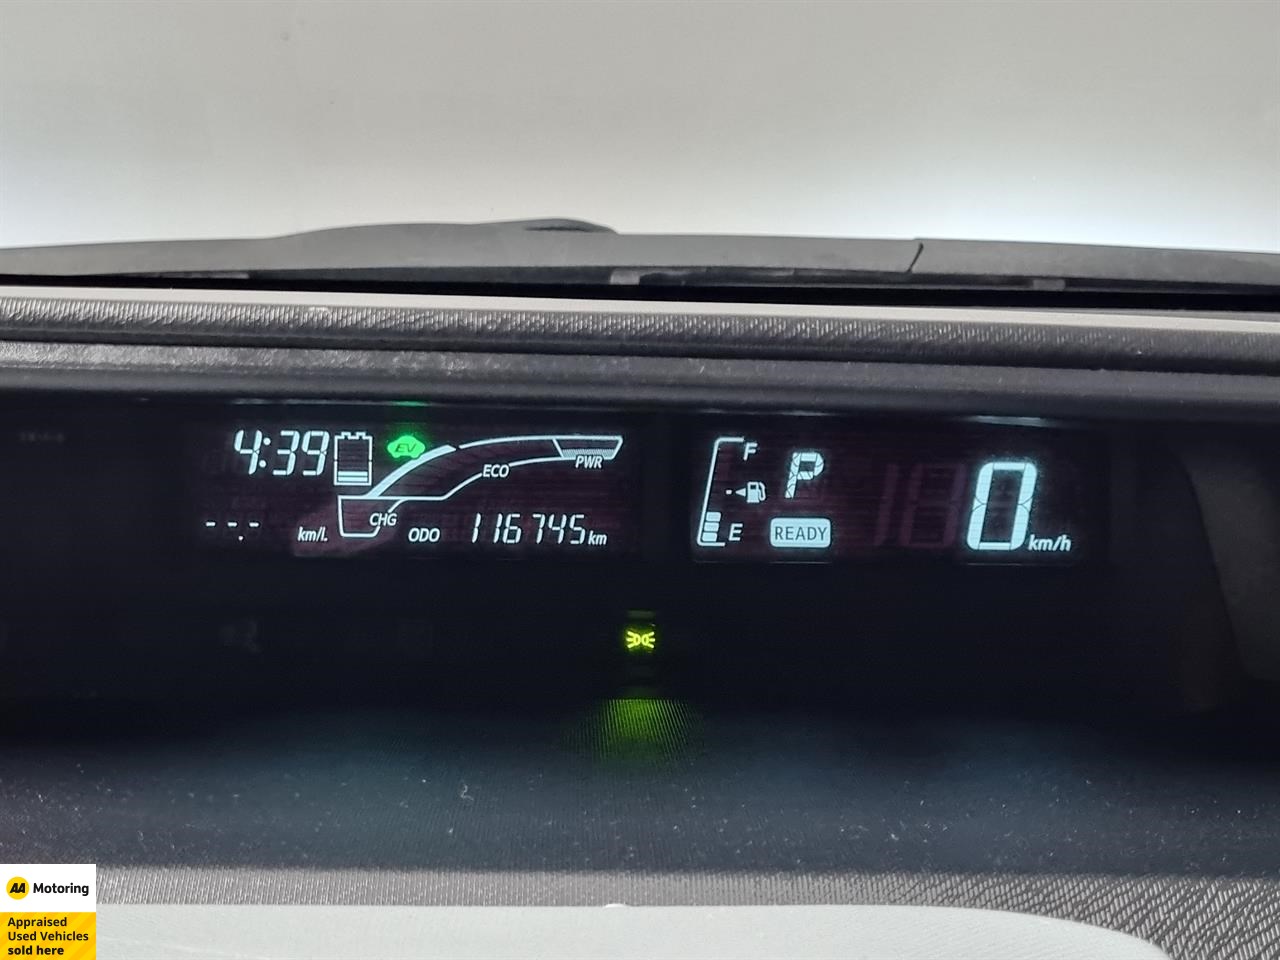 4:39
EV
ECO
PWR
CHG
--.- km/L
ODO 116745 km
F
P
E
READY
0 km/h
AA Motoring
Appraised
Used Vehicles
sold here